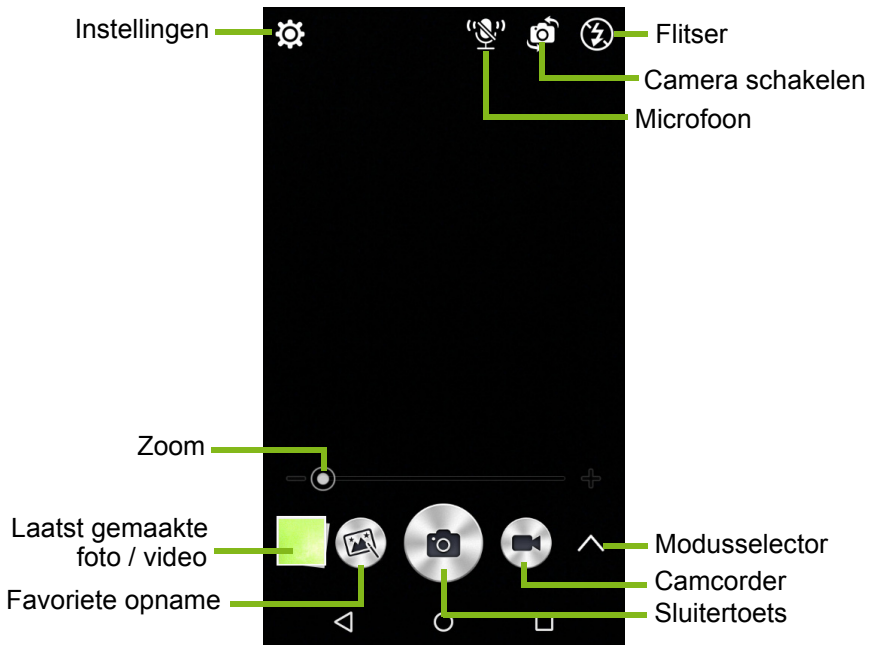 Instellingen
Flitser
Camera schakelen
Microfoon
Zoom
Laatst gemaakte
foto / video
Favoriete opname
Modusselector
Camcorder
Sluitertoets